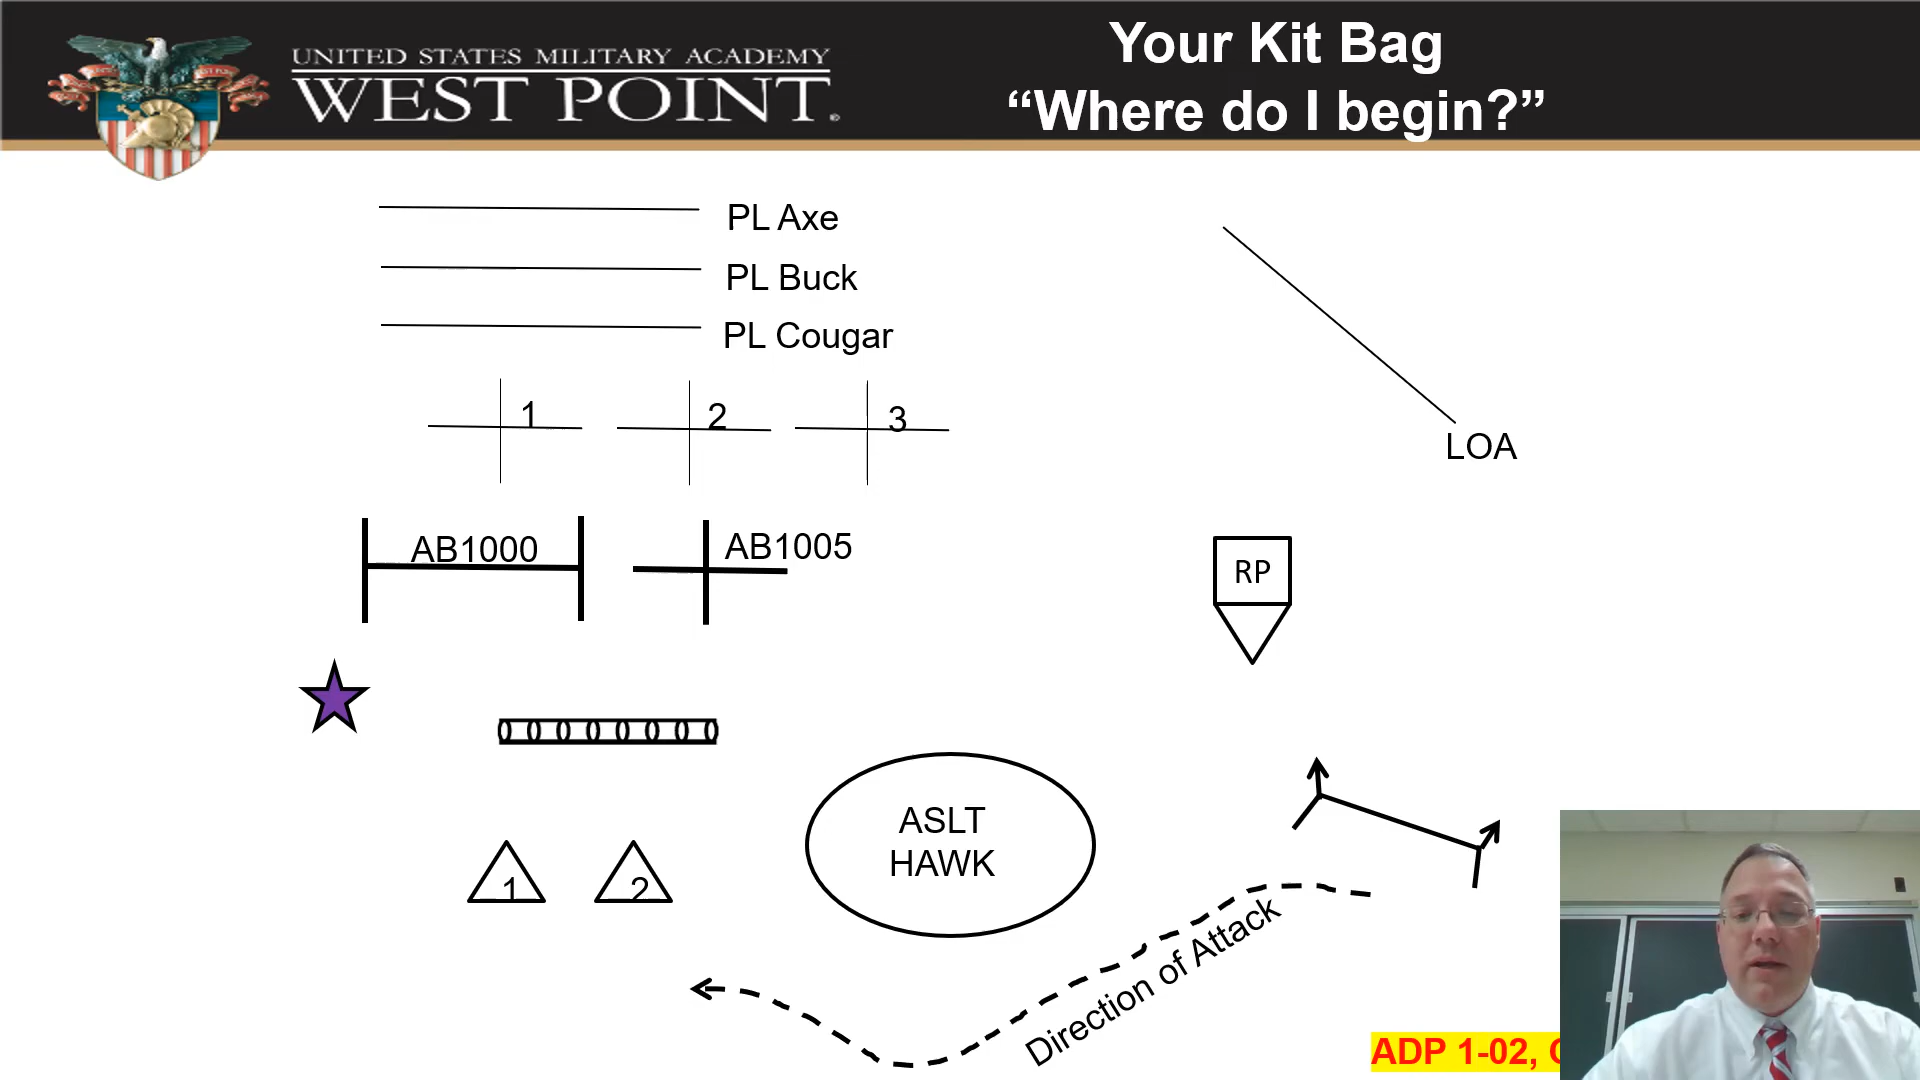 UNITED STATES MILITARY ACADEMY
WEST POINT.
Your Kit Bag
“Where do I begin?”
PL Axe
PL Buck
PL Cougar
1
2
3
LOA
AB1000
AB1005
RP
ASLT
HAWK
1
2
Direction of Attack
ADP 1-02,